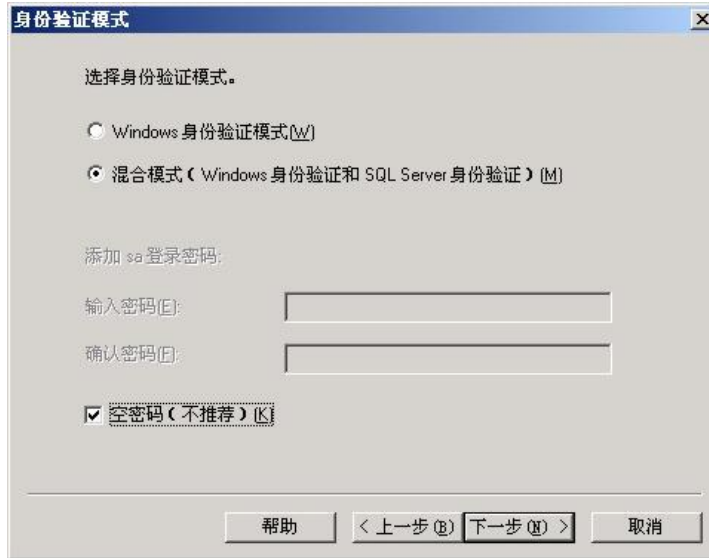 身份验证模式
选择身份验证模式。
Windows 身份验证模式(W)
混合模式（Windows 身份验证和 SQL Server 身份验证）(M)
添加 sa 登录密码:
输入密码(E):
确认密码(F):
空密码（不推荐）(K)
帮助 < 上一步(B) 下一步(N) > 取消